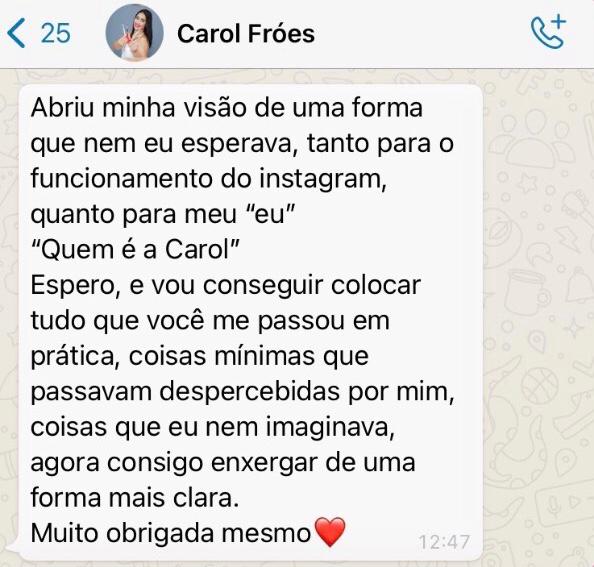 25
Carol Fróes
Abriu minha visão de uma forma
que nem eu esperava, tanto para o
funcionamento do instagram,
quanto para meu “eu”
“Quem é a Carol”
Espero, e vou conseguir colocar
tudo que você me passou em
prática, coisas mínimas que
passavam despercebidas por mim,
coisas que eu nem imaginava,
agora consigo enxergar de uma
forma mais clara.
Muito obrigada mesmo❤️
12:47